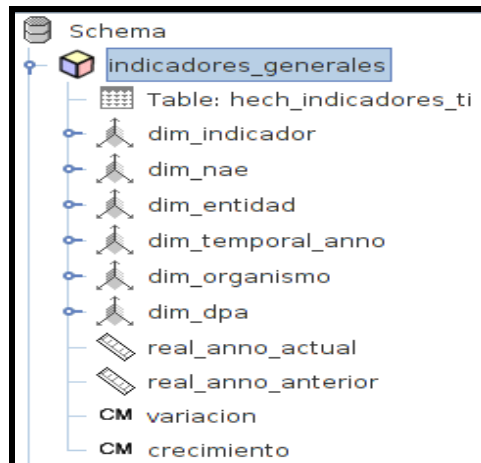 Schema
indicadores_generales
Table: hech_indicadores_ti
dim_indicador
dim_nae
dim_entidad
dim_temporal_anno
dim_organismo
dim_dpa
real_anno_actual
real_anno_anterior
CM variacion
CM crecimiento